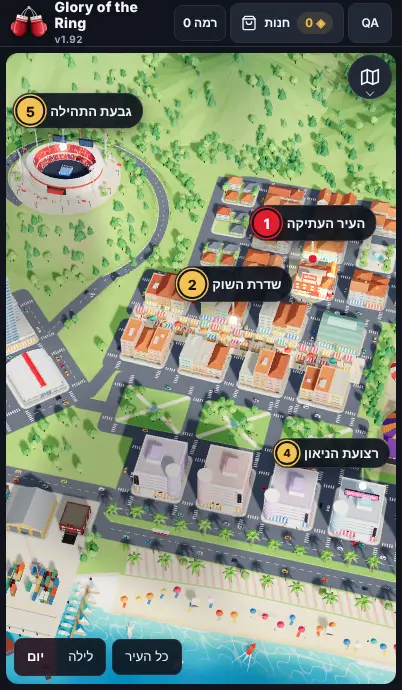 Glory of the
Ring
v1.92
רמה 0
חנות
0
QA
5
גבעת התהילה
1
העיר העתיקה
2
שדרת השוק
4
רצועת הניאון
יום
לילה
כל העיר